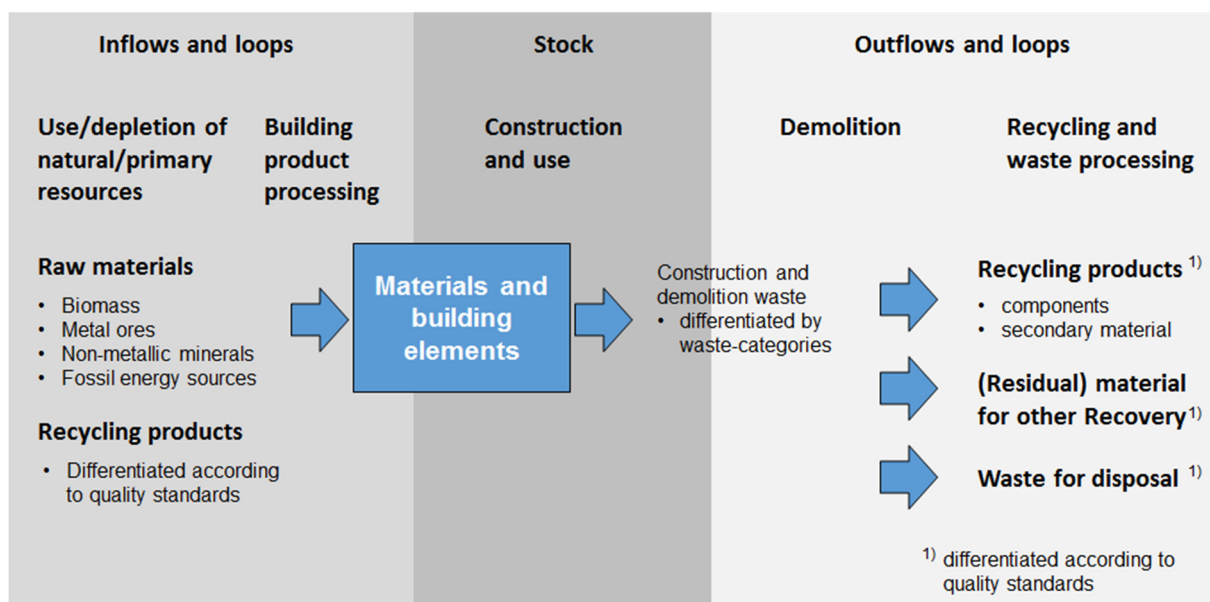 Inflows and loops
Stock
Outflows and loops
Use/depletion of
natural/primary
resources
Building
product
processing
Construction
and use
Demolition
Recycling and
waste processing
Raw materials
• Biomass
• Metal ores
• Non-metallic minerals
• Fossil energy sources
Recycling products
• Differentiated according
to quality standards
Materials and
building
elements
Construction and
demolition waste
• differentiated by
waste-categories
Recycling products 1)
• components
• secondary material
(Residual) material
for other Recovery1)
Waste for disposal 1)
1) differentiated according to
quality standards